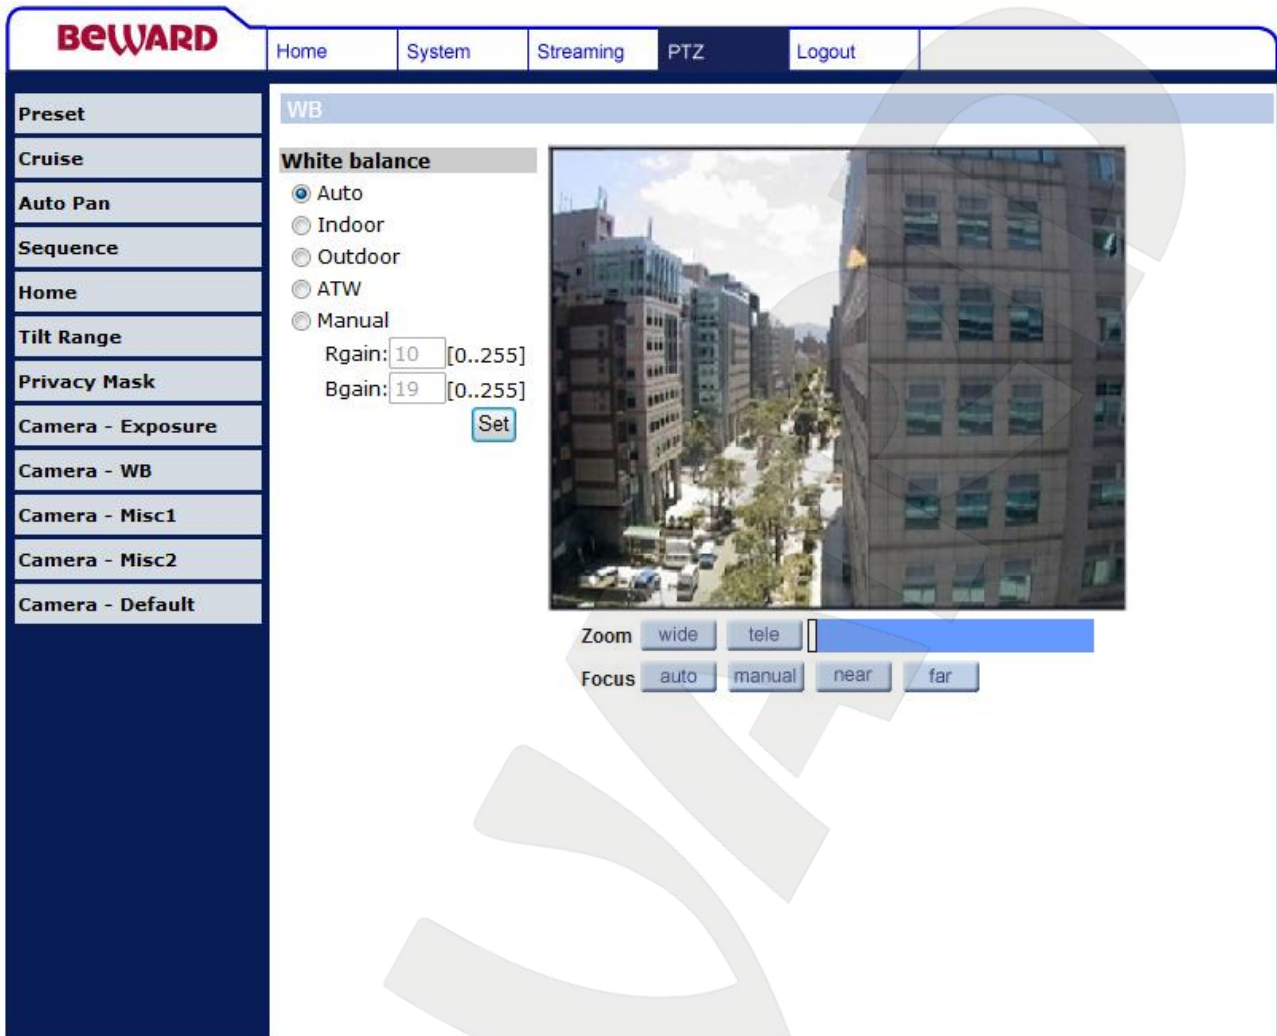 BEWARD
Home System Streaming PTZ Logout
Preset
Cruise
Auto Pan
Sequence
Home
Tilt Range
Privacy Mask
Camera - Exposure
Camera - WB
Camera - Misc1
Camera - Misc2
Camera - Default
WB
White balance
Auto
Indoor
Outdoor
ATW
Manual
Rgain: 10 [0..255]
Bgain: 19 [0..255]
Set
Zoom wide tele
Focus auto manual near far